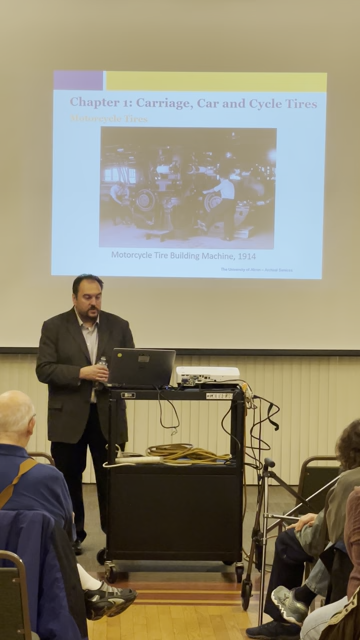 Chapter 1: Carriage, Car and Cycle Tires
Motorcycle Tires
Motorcycle Tire Building Machine, 1914